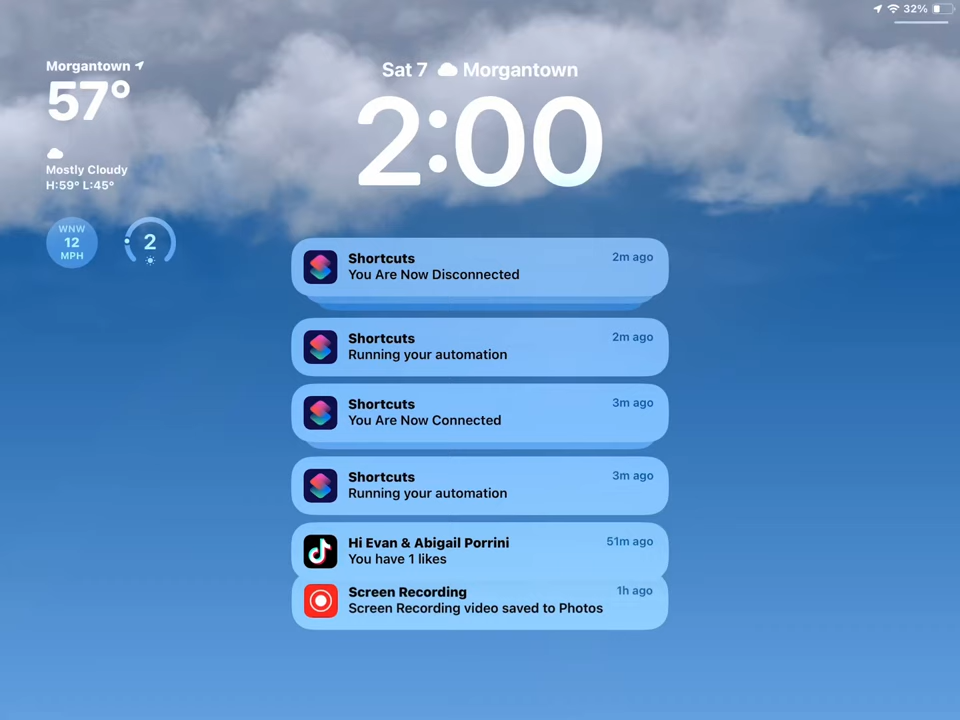 32%
Morgantown
57°
Mostly Cloudy
H:59° L:45°
WNW
12
MPH
2
Sat 7 Morgantown
2:00
Shortcuts 2m ago
You Are Now Disconnected
Shortcuts 2m ago
Running your automation
Shortcuts 3m ago
You Are Now Connected
Shortcuts 3m ago
Running your automation
Hi Evan & Abigail Porrini 51m ago
You have 1 likes
Screen Recording 1h ago
Screen Recording video saved to Photos